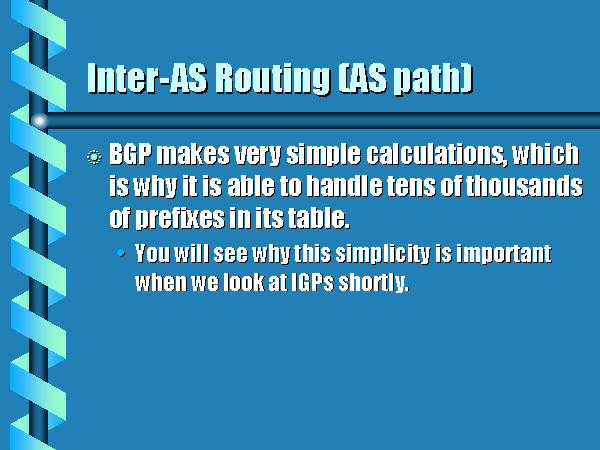 Inter-AS Routing (AS path)
BGP makes very simple calculations, which
is why it is able to handle tens of thousands
of prefixes in its table.
You will see why this simplicity is important
when we look at IGPs shortly.